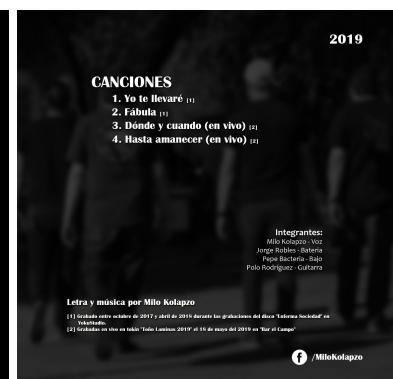 2019
CANCIONES
1. Yo te llevaré [1]
2. Fábula [1]
3. Dónde y cuando (en vivo) [2]
4. Hasta amanecer (en vivo) [2]
Integrantes:
Milo Kolapzo - Voz
Jorge Robles - Batería
Pepe Bacteria - Bajo
Polo Rodríguez - Guitarra
Letra y música por Milo Kolapzo
[1] Grabado entre octubre de 2017 y abril de 2018 durante las grabaciones del disco "Enferma Sociedad" en
YokoStudio.
[2] Grabadas en vivo en tokín "Toño Laminas 2019" el 18 de mayo del 2019 en "Bar el Campo"
f /MiloKolapzo